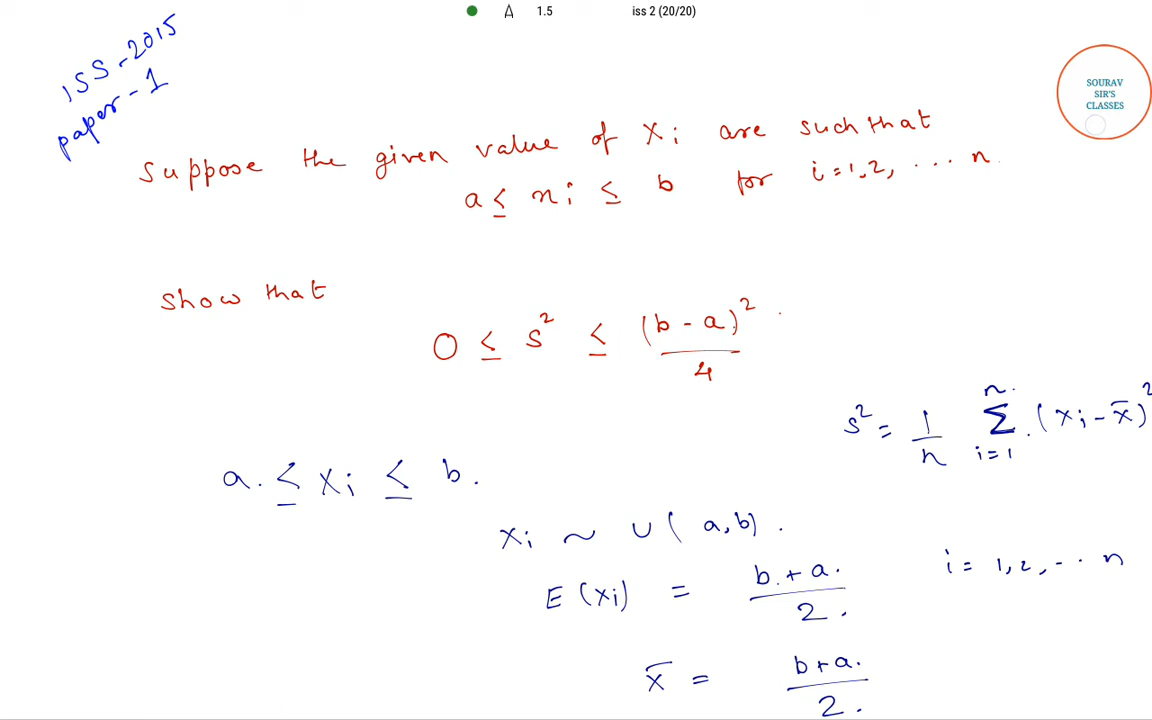 1.5 iss 2 (20/20)
ISS-2015
paper-1
SOURAV
SIR'S
CLASSES
Suppose the given value of Xi are such that
a ≤ xi ≤ b for i=1,2, ... n.
Show that
0 ≤ s² ≤ (b - a)²/4
s² = 1/n Σ_{i=1}^{n} (xi - x̄)²
a. ≤ Xi ≤ b.
Xi ~ U(a,b).
E(Xi) = b.+a./2. i = 1,2,... n
x̄ = b+a./2.